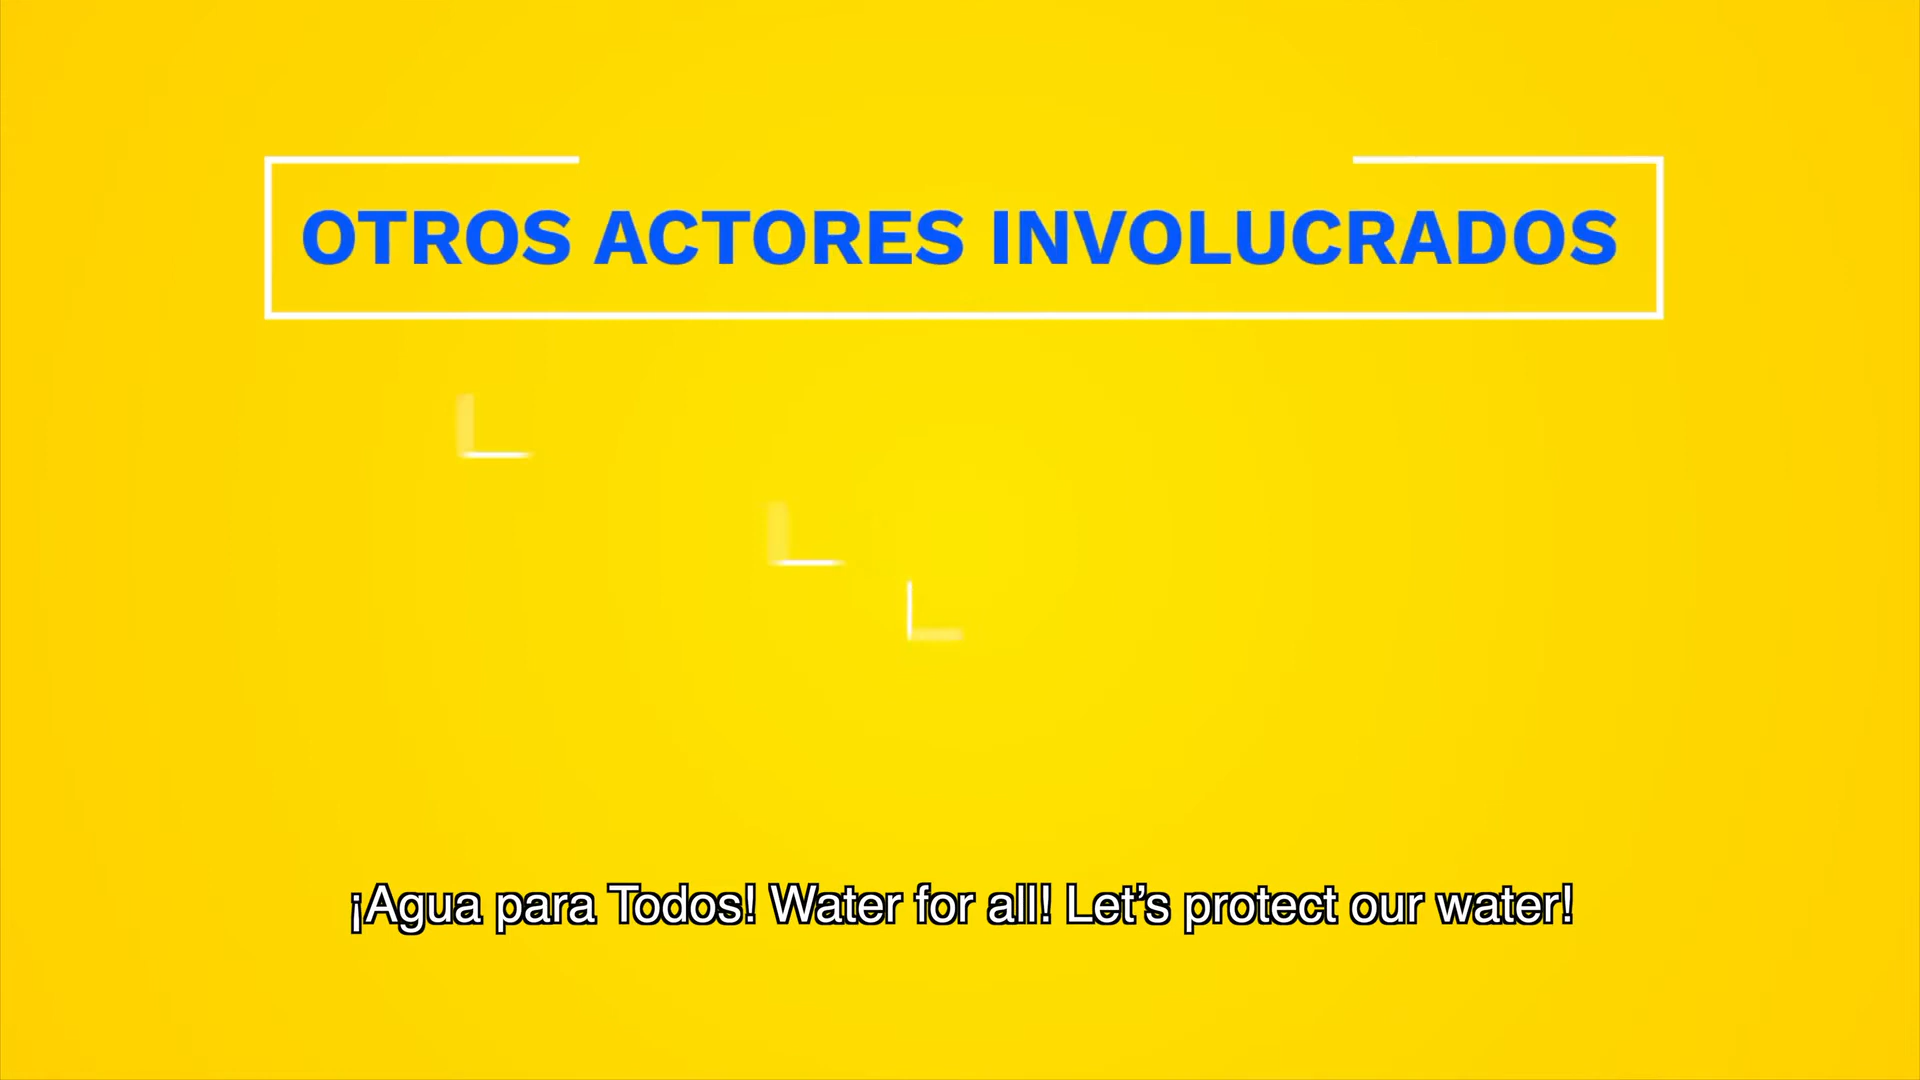 OTROS ACTORES INVOLUCRADOS
¡Agua para Todos! Water for all! Let’s protect our water!